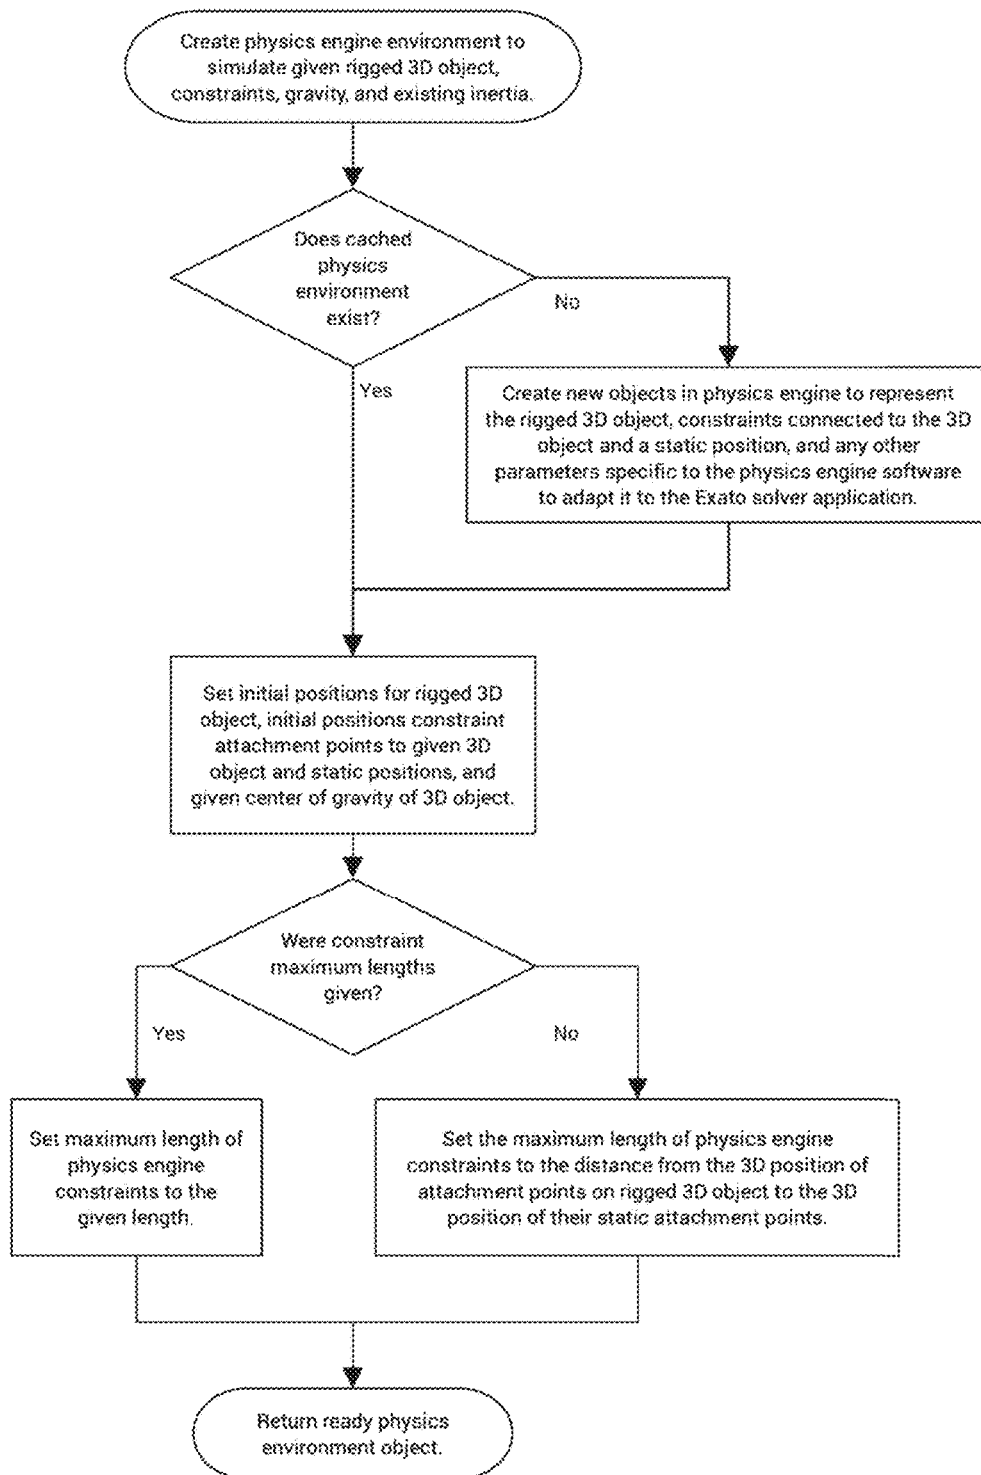 Create physics engine environment to
simulate given rigged 3D object,
constraints, gravity, and existing inertia.
Does cached
physics
environment
exist?
No
Yes
Create new objects in physics engine to represent
the rigged 3D object, constraints connected to the 3D
object and a static position, and any other
parameters specific to the physics engine software
to adapt it to the Exato solver application.
Set initial positions for rigged 3D
object, initial positions constraint
attachment points to given 3D
object and static positions, and
given center of gravity of 3D object.
Were constraint
maximum lengths
given?
Yes
No
Set maximum length of
physics engine
constraints to the
given length.
Set the maximum length of physics engine
constraints to the distance from the 3D position of
attachment points on rigged 3D object to the 3D
position of their static attachment points.
Return ready physics
environment object.